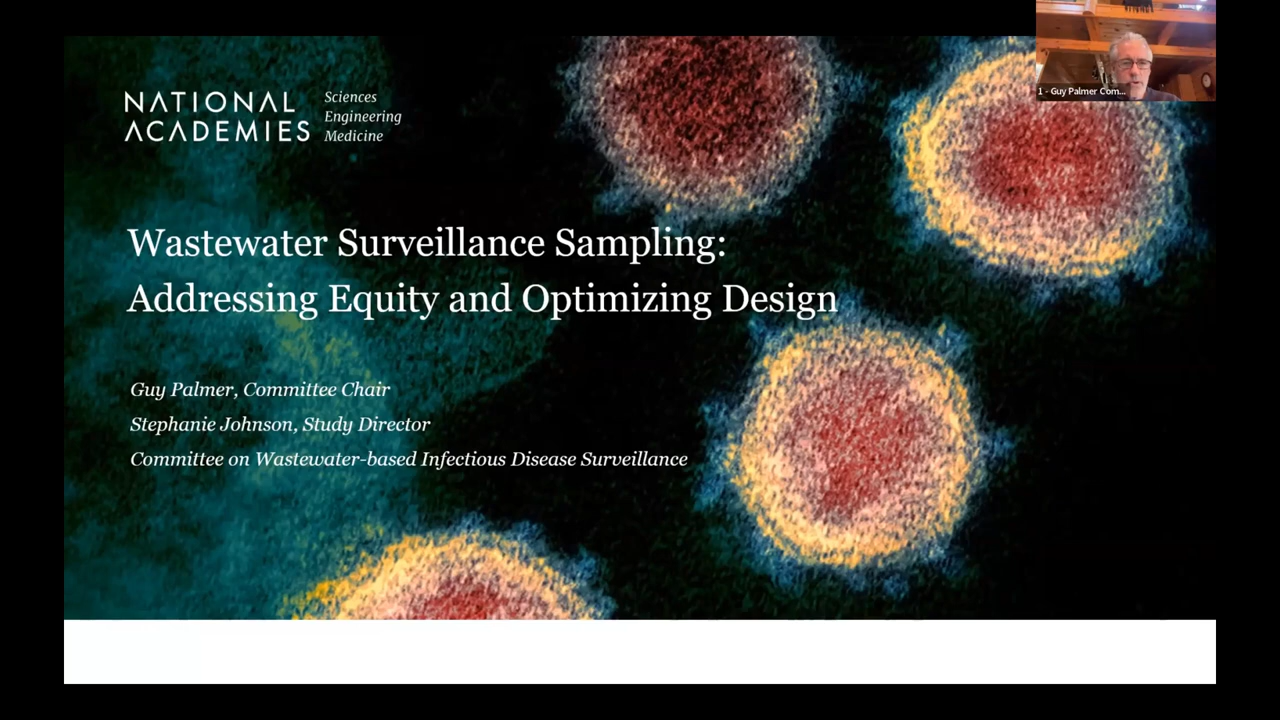 NATIONAL
ACADEMIES
Sciences
Engineering
Medicine
1 - Guy Palmer Com...
Wastewater Surveillance Sampling:
Addressing Equity and Optimizing Design
Guy Palmer, Committee Chair
Stephanie Johnson, Study Director
Committee on Wastewater-based Infectious Disease Surveillance